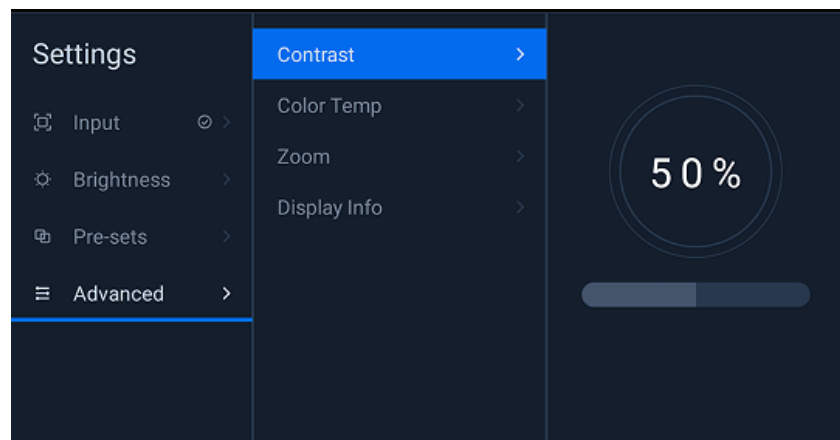 Settings
Input
Brightness
Pre-sets
Advanced
Contrast
Color Temp
Zoom
Display Info
50%